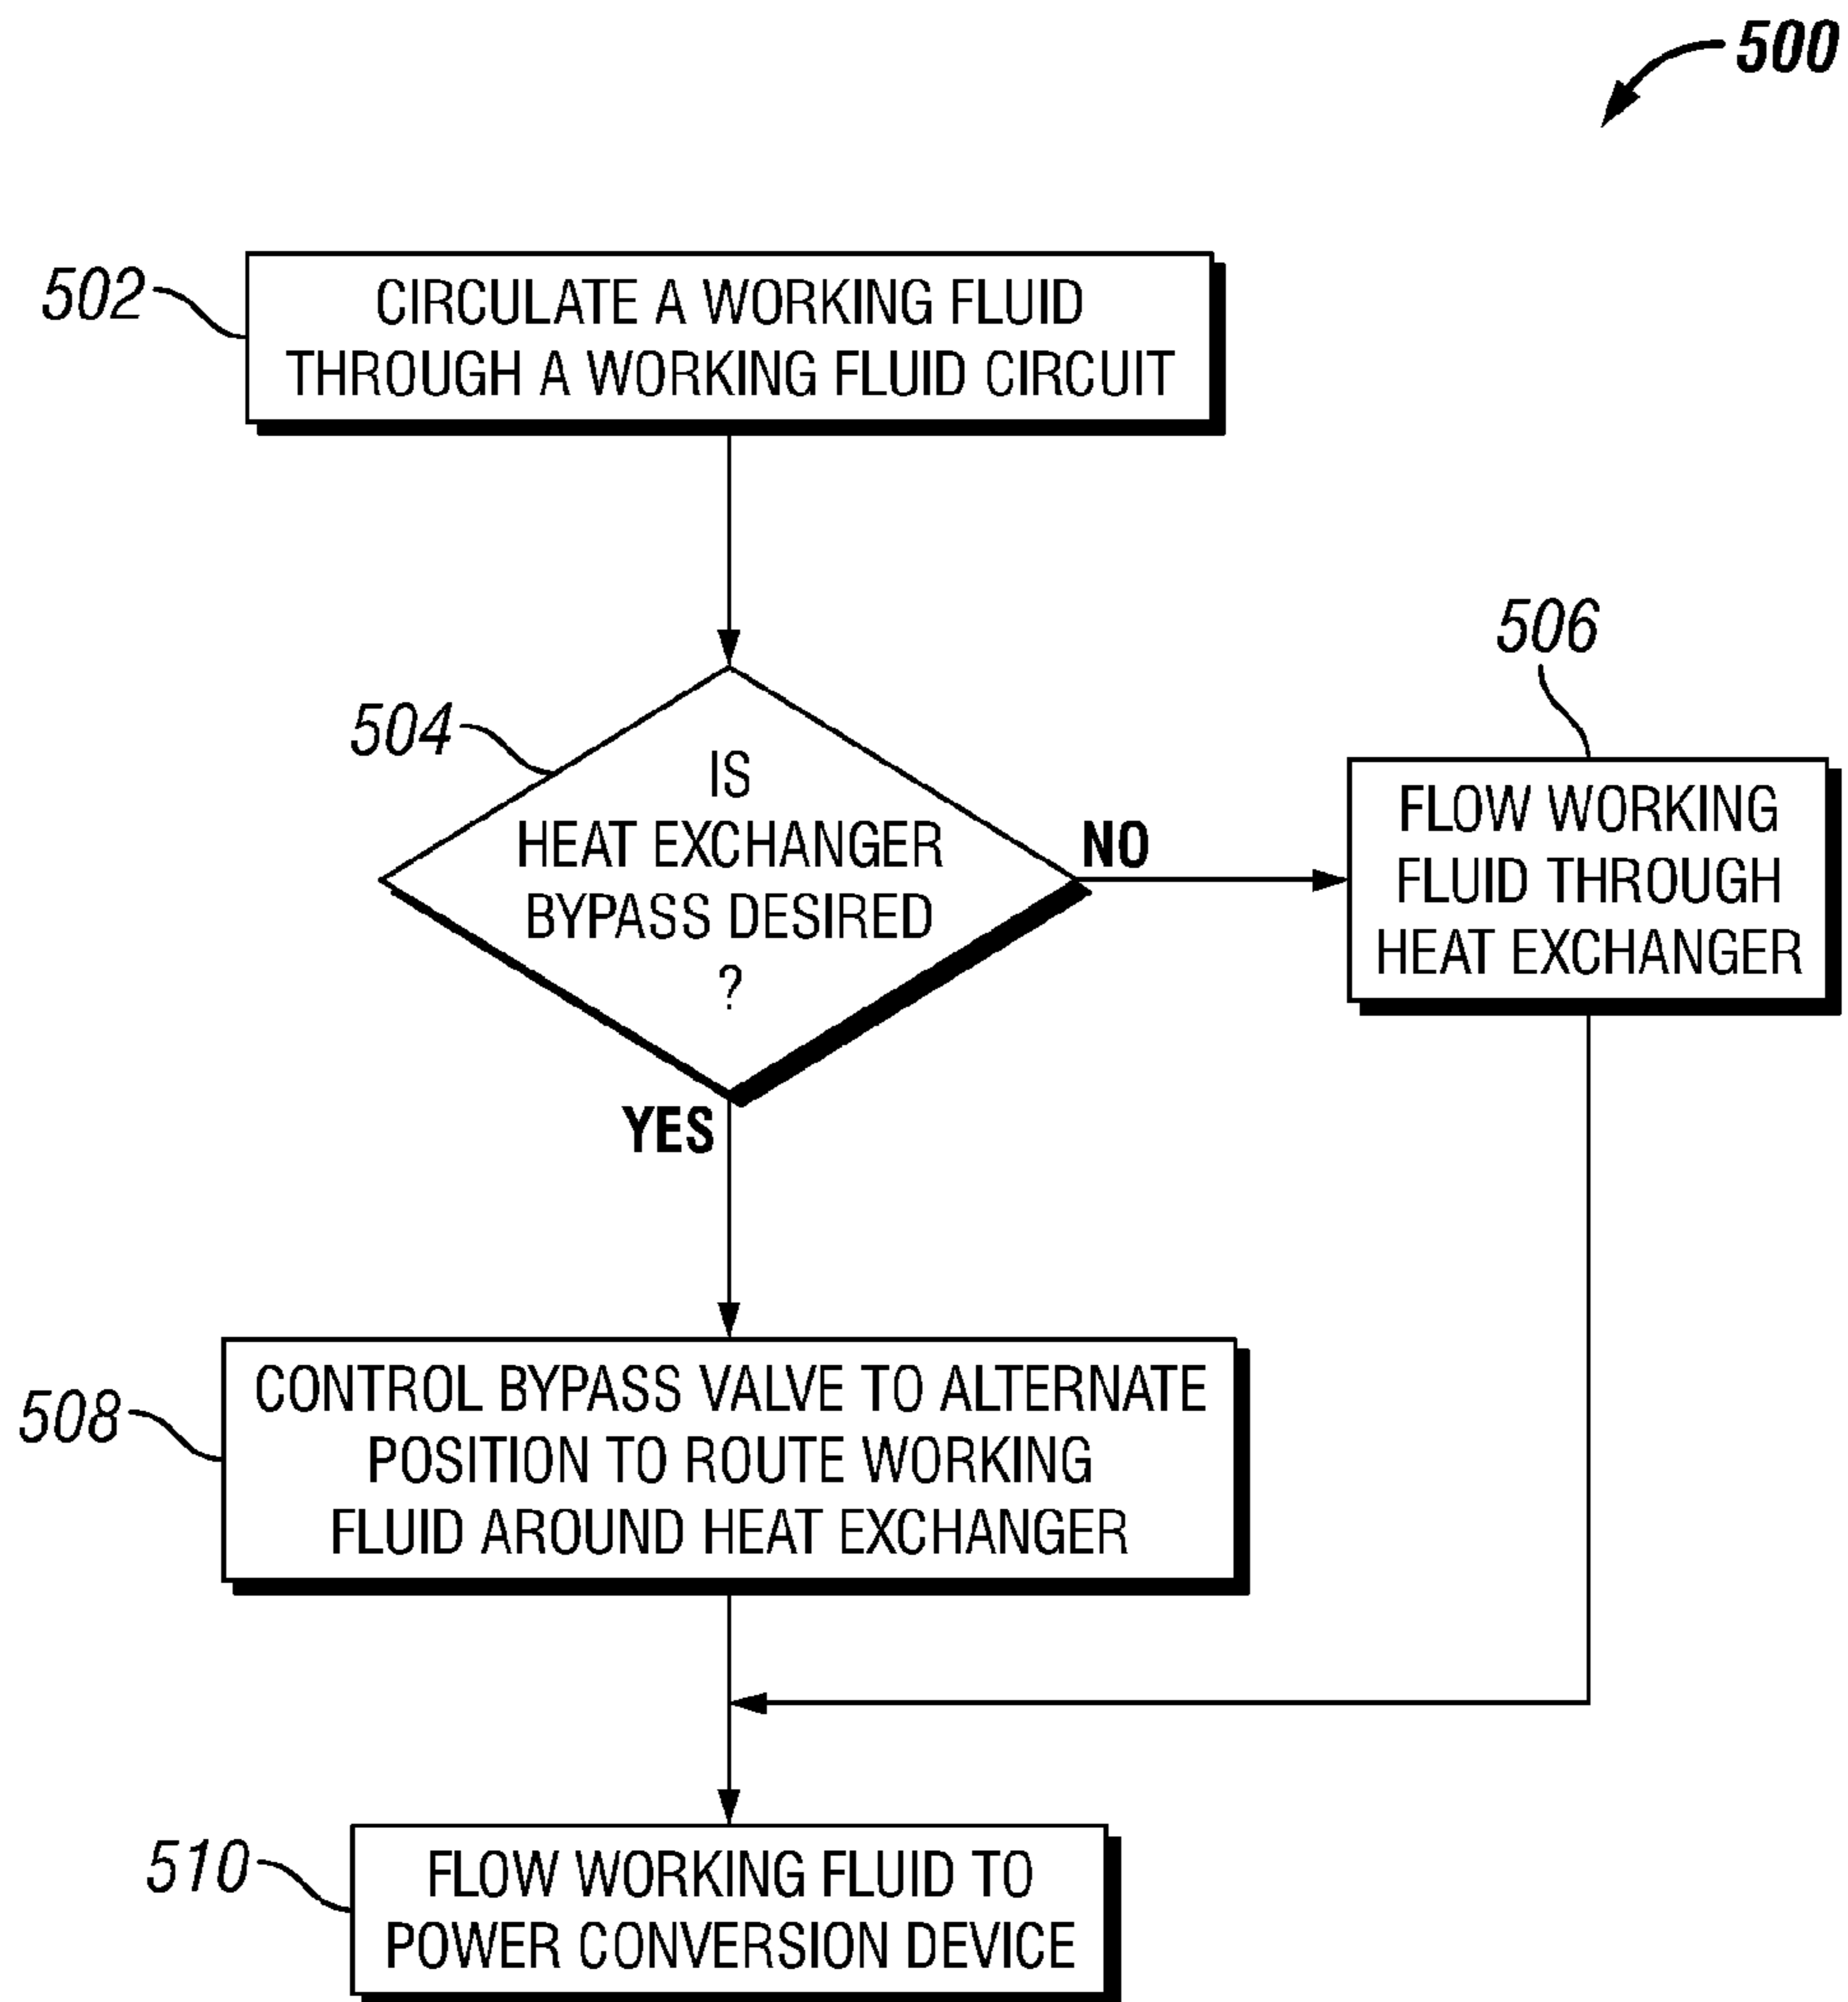 500
502
CIRCULATE A WORKING FLUID
THROUGH A WORKING FLUID CIRCUIT
504
IS
HEAT EXCHANGER
BYPASS DESIRED
?
NO
506
FLOW WORKING
FLUID THROUGH
HEAT EXCHANGER
YES
508
CONTROL BYPASS VALVE TO ALTERNATE
POSITION TO ROUTE WORKING
FLUID AROUND HEAT EXCHANGER
510
FLOW WORKING FLUID TO
POWER CONVERSION DEVICE